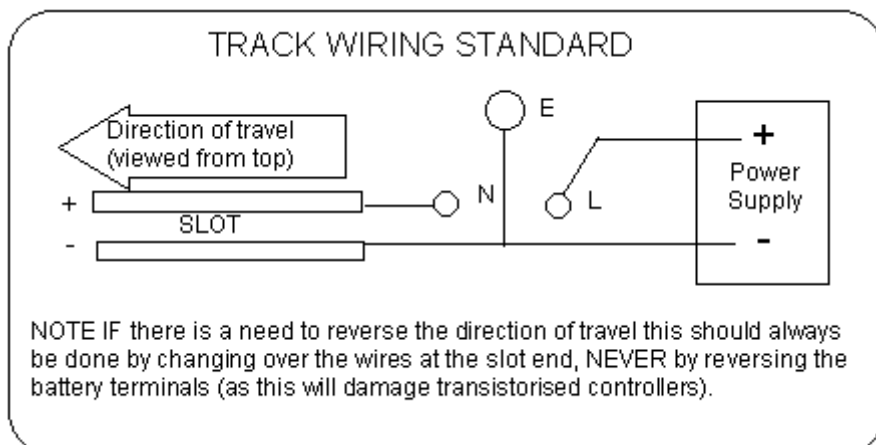 TRACK WIRING STANDARD
E
Direction of travel
(viewed from top)
+
Power
Supply
+
N
L
SLOT
-
-
NOTE IF there is a need to reverse the direction of travel this should always
be done by changing over the wires at the slot end, NEVER by reversing the
battery terminals (as this will damage transistorised controllers).